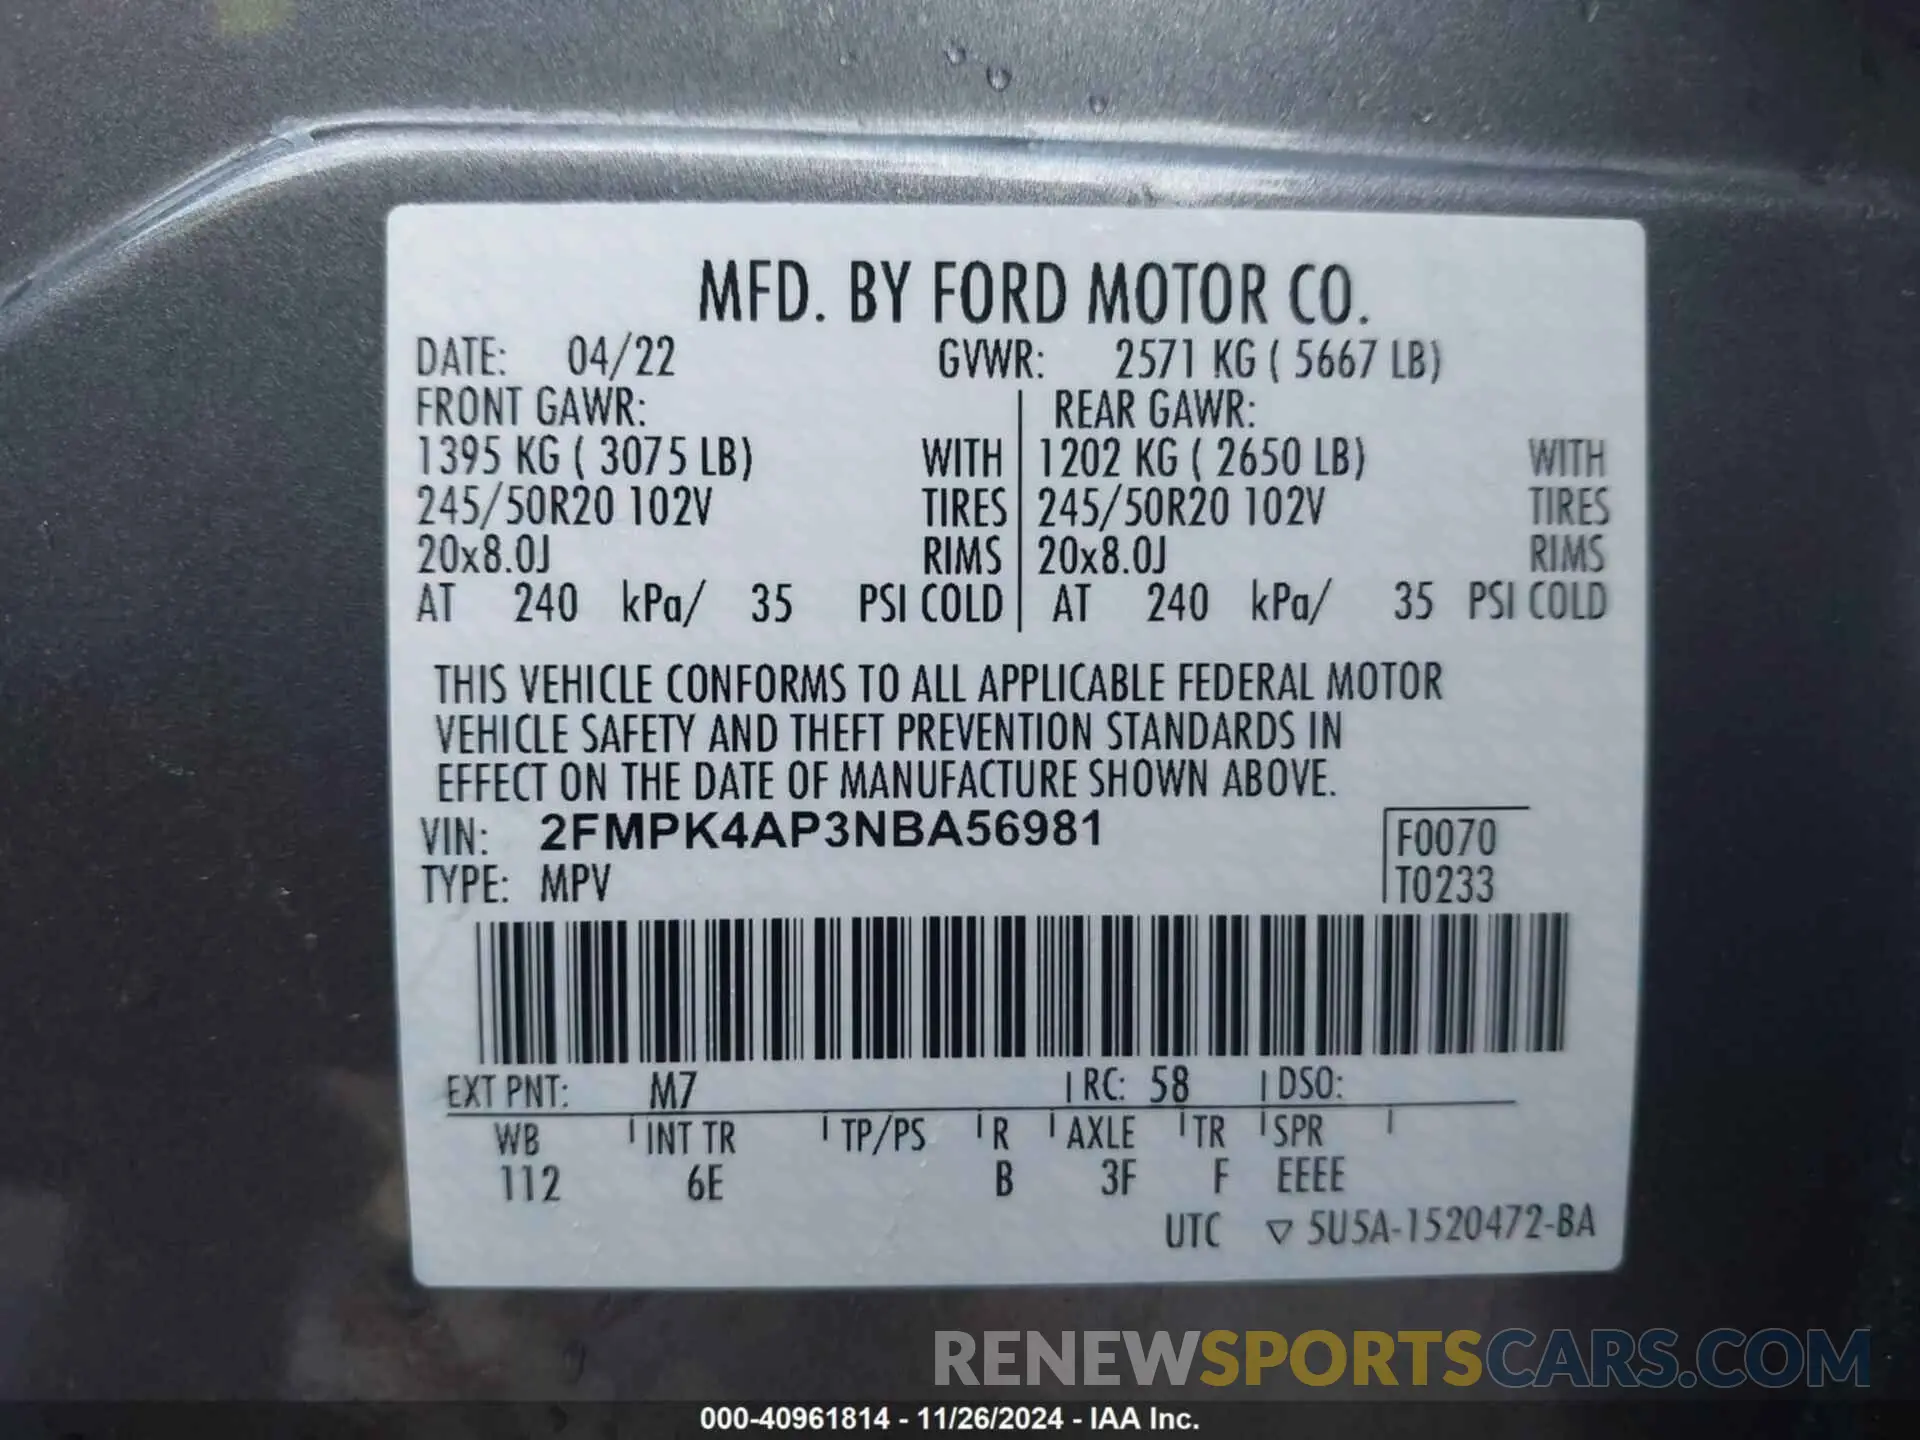 MFD. BY FORD MOTOR CO.
DATE: 04/22 GVWR: 2571 KG ( 5667 LB)
FRONT GAWR: REAR GAWR:
1395 KG ( 3075 LB) WITH 1202 KG ( 2650 LB) WITH
245/50R20 102V TIRES 245/50R20 102V TIRES
20x8.0J RIMS 20x8.0J RIMS
AT 240 kPa/ 35 PSI COLD AT 240 kPa/ 35 PSI COLD
THIS VEHICLE CONFORMS TO ALL APPLICABLE FEDERAL MOTOR
VEHICLE SAFETY AND THEFT PREVENTION STANDARDS IN
EFFECT ON THE DATE OF MANUFACTURE SHOWN ABOVE.
VIN: 2FMPK4AP3NBA56981 F0070
TYPE: MPV T0233
EXT PNT: M7 RC: 58 DSO:
WB INT TR TP/PS R AXLE TR SPR
112 6E B 3F F EEEE
UTC ▽ 5U5A-1520472-BA
RENEWSPORTSCARS.COM
000-40961814 - 11/26/2024 - IAA Inc.